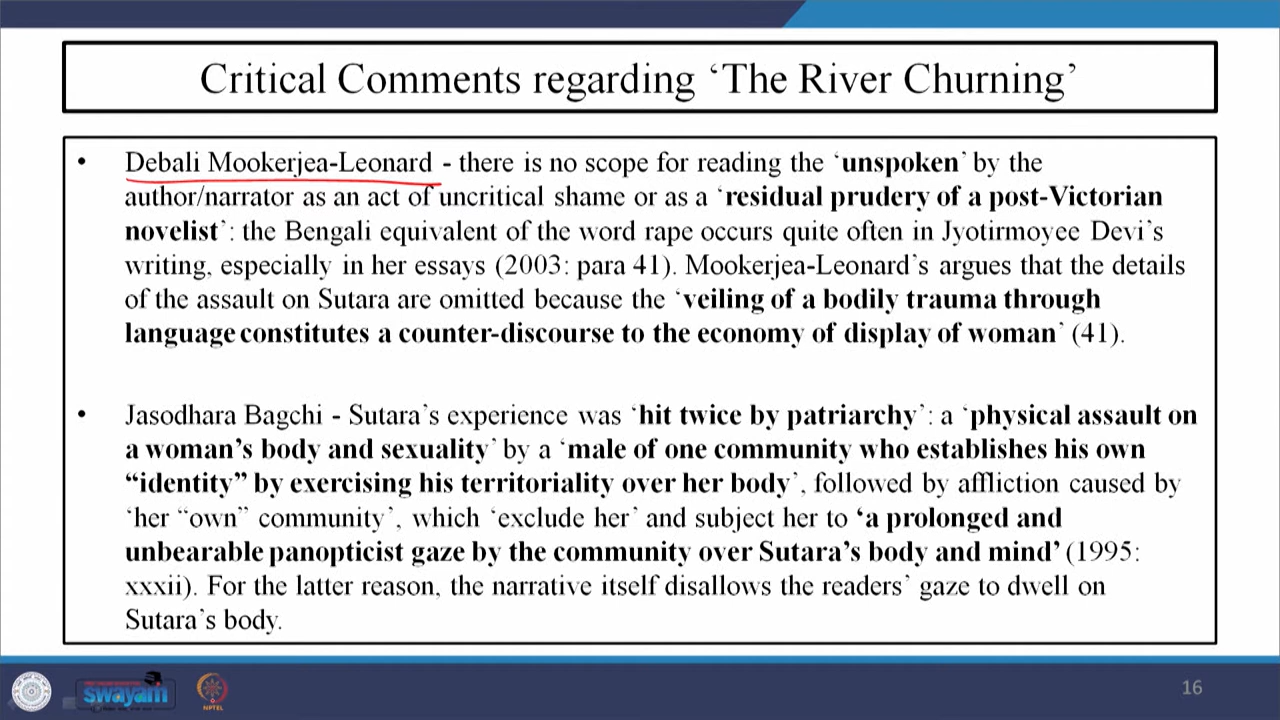 Critical Comments regarding ‘The River Churning’
• Debali Mookerjea-Leonard - there is no scope for reading the ‘unspoken’ by the
author/narrator as an act of uncritical shame or as a ‘residual prudery of a post-Victorian
novelist’: the Bengali equivalent of the word rape occurs quite often in Jyotirmoyee Devi’s
writing, especially in her essays (2003: para 41). Mookerjea-Leonard’s argues that the details
of the assault on Sutara are omitted because the ‘veiling of a bodily trauma through
language constitutes a counter-discourse to the economy of display of woman’ (41).
• Jasodhara Bagchi - Sutara’s experience was ‘hit twice by patriarchy’: a ‘physical assault on
a woman’s body and sexuality’ by a ‘male of one community who establishes his own
“identity” by exercising his territoriality over her body’, followed by affliction caused by
‘her “own” community’, which ‘exclude her’ and subject her to ‘a prolonged and
unbearable panopticist gaze by the community over Sutara’s body and mind’ (1995:
xxxii). For the latter reason, the narrative itself disallows the readers’ gaze to dwell on
Sutara’s body.
swayam
NPTEL
16